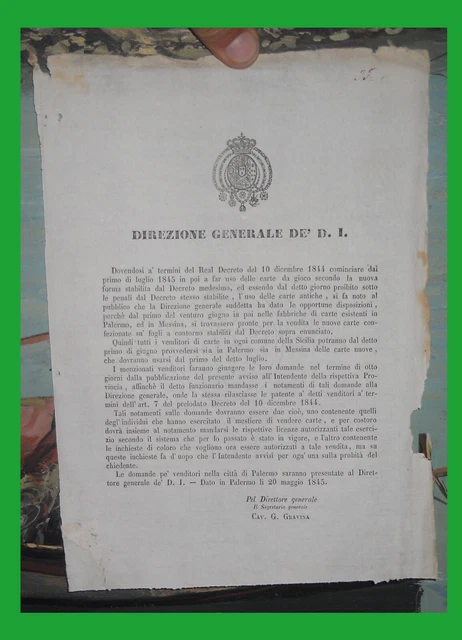 25.
DIREZIONE GENERALE DE' D. I.
Dovendosi a' termini del Real Decreto del 10 dicembre 1844 cominciare dal
primo di luglio 1845 in poi a far uso delle carte da gioco secondo la nuova
forma stabilita dal Decreto medesimo, ed essendo dal detto giorno proibito sotto
le penali dal Decreto stesso stabilite, l'uso delle carte antiche, si fa noto al
pubblico che la Direzione generale suddetta ha dato le opportune disposizioni,
perchè dal primo del venturo giugno in poi nelle fabbriche di carte esistenti in
Palermo, ed in Messina, si trovassero pronte per la vendita le nuove carte con-
fezionate su' fogli a contorno stabiliti dal Decreto sopra enunciato.
Quindi tutti i venditori di carte in ogni comune della Sicilia potranno dal detto
primo di giugno provvedersi sia in Palermo sia in Messina delle carte nuove,
che dovranno usarsi dal primo del detto luglio.
I menzionati venditori faranno giungere le loro domande nel termine di otto
giorni dalla pubblicazione del presente avviso all'Intendente della rispettiva Pro-
vincia, affinchè il detto funzionario mandasse i notamenti di tali domande alla
Direzione generale, onde la stessa rilasciasse le patente a' detti venditori a' ter-
mini dell'art. 7 del prelodato Decreto del 10 dicembre 1844.
Tali notamenti sulle domande dovranno essere due cioè, uno contenente quelli
degl'individui che hanno esercitato il mestiere di vendere carte, e per costoro
dovrà insieme al notamento mandarsi le rispettive licenze autorizzanti tale eserci-
zio secondo il sistema che per lo passato è stato in vigore, e l'altro contenente
le inchieste di coloro che vogliono ora essere autorizzati a tale vendita, ma su
queste inchieste fa d'uopo che l'Intendente avvisi per ogn'una sulla probità del
chiedente.
Le domande pe' venditori nella città di Palermo saranno presentate al Diret-
tore generale de' D. I. — Dato in Palermo li 20 maggio 1845.
Pel Direttore generale
Il Segretario generale
CAV. G. GRAVINA